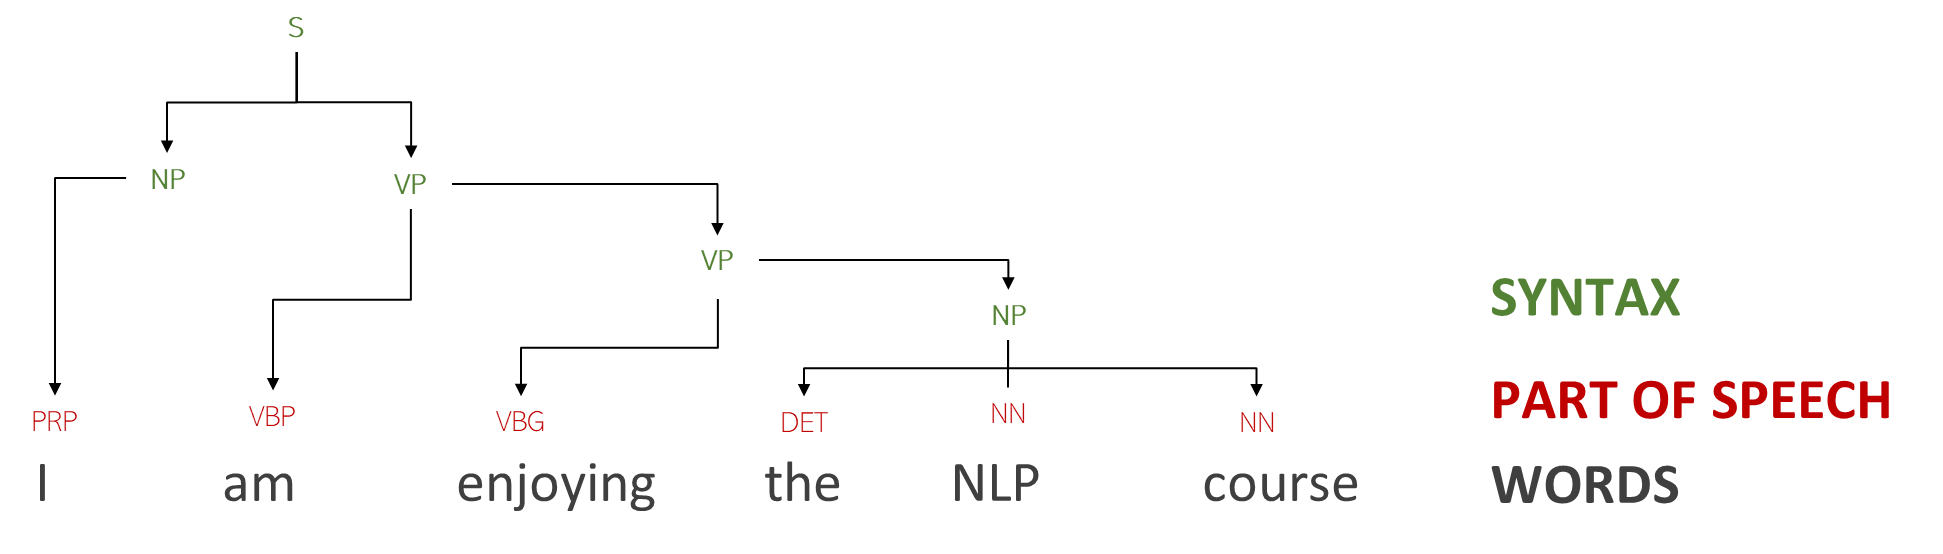 S
NP
VP
VP
NP
SYNTAX
PRP VBP VBG DET NN NN PART OF SPEECH
I am enjoying the NLP course WORDS